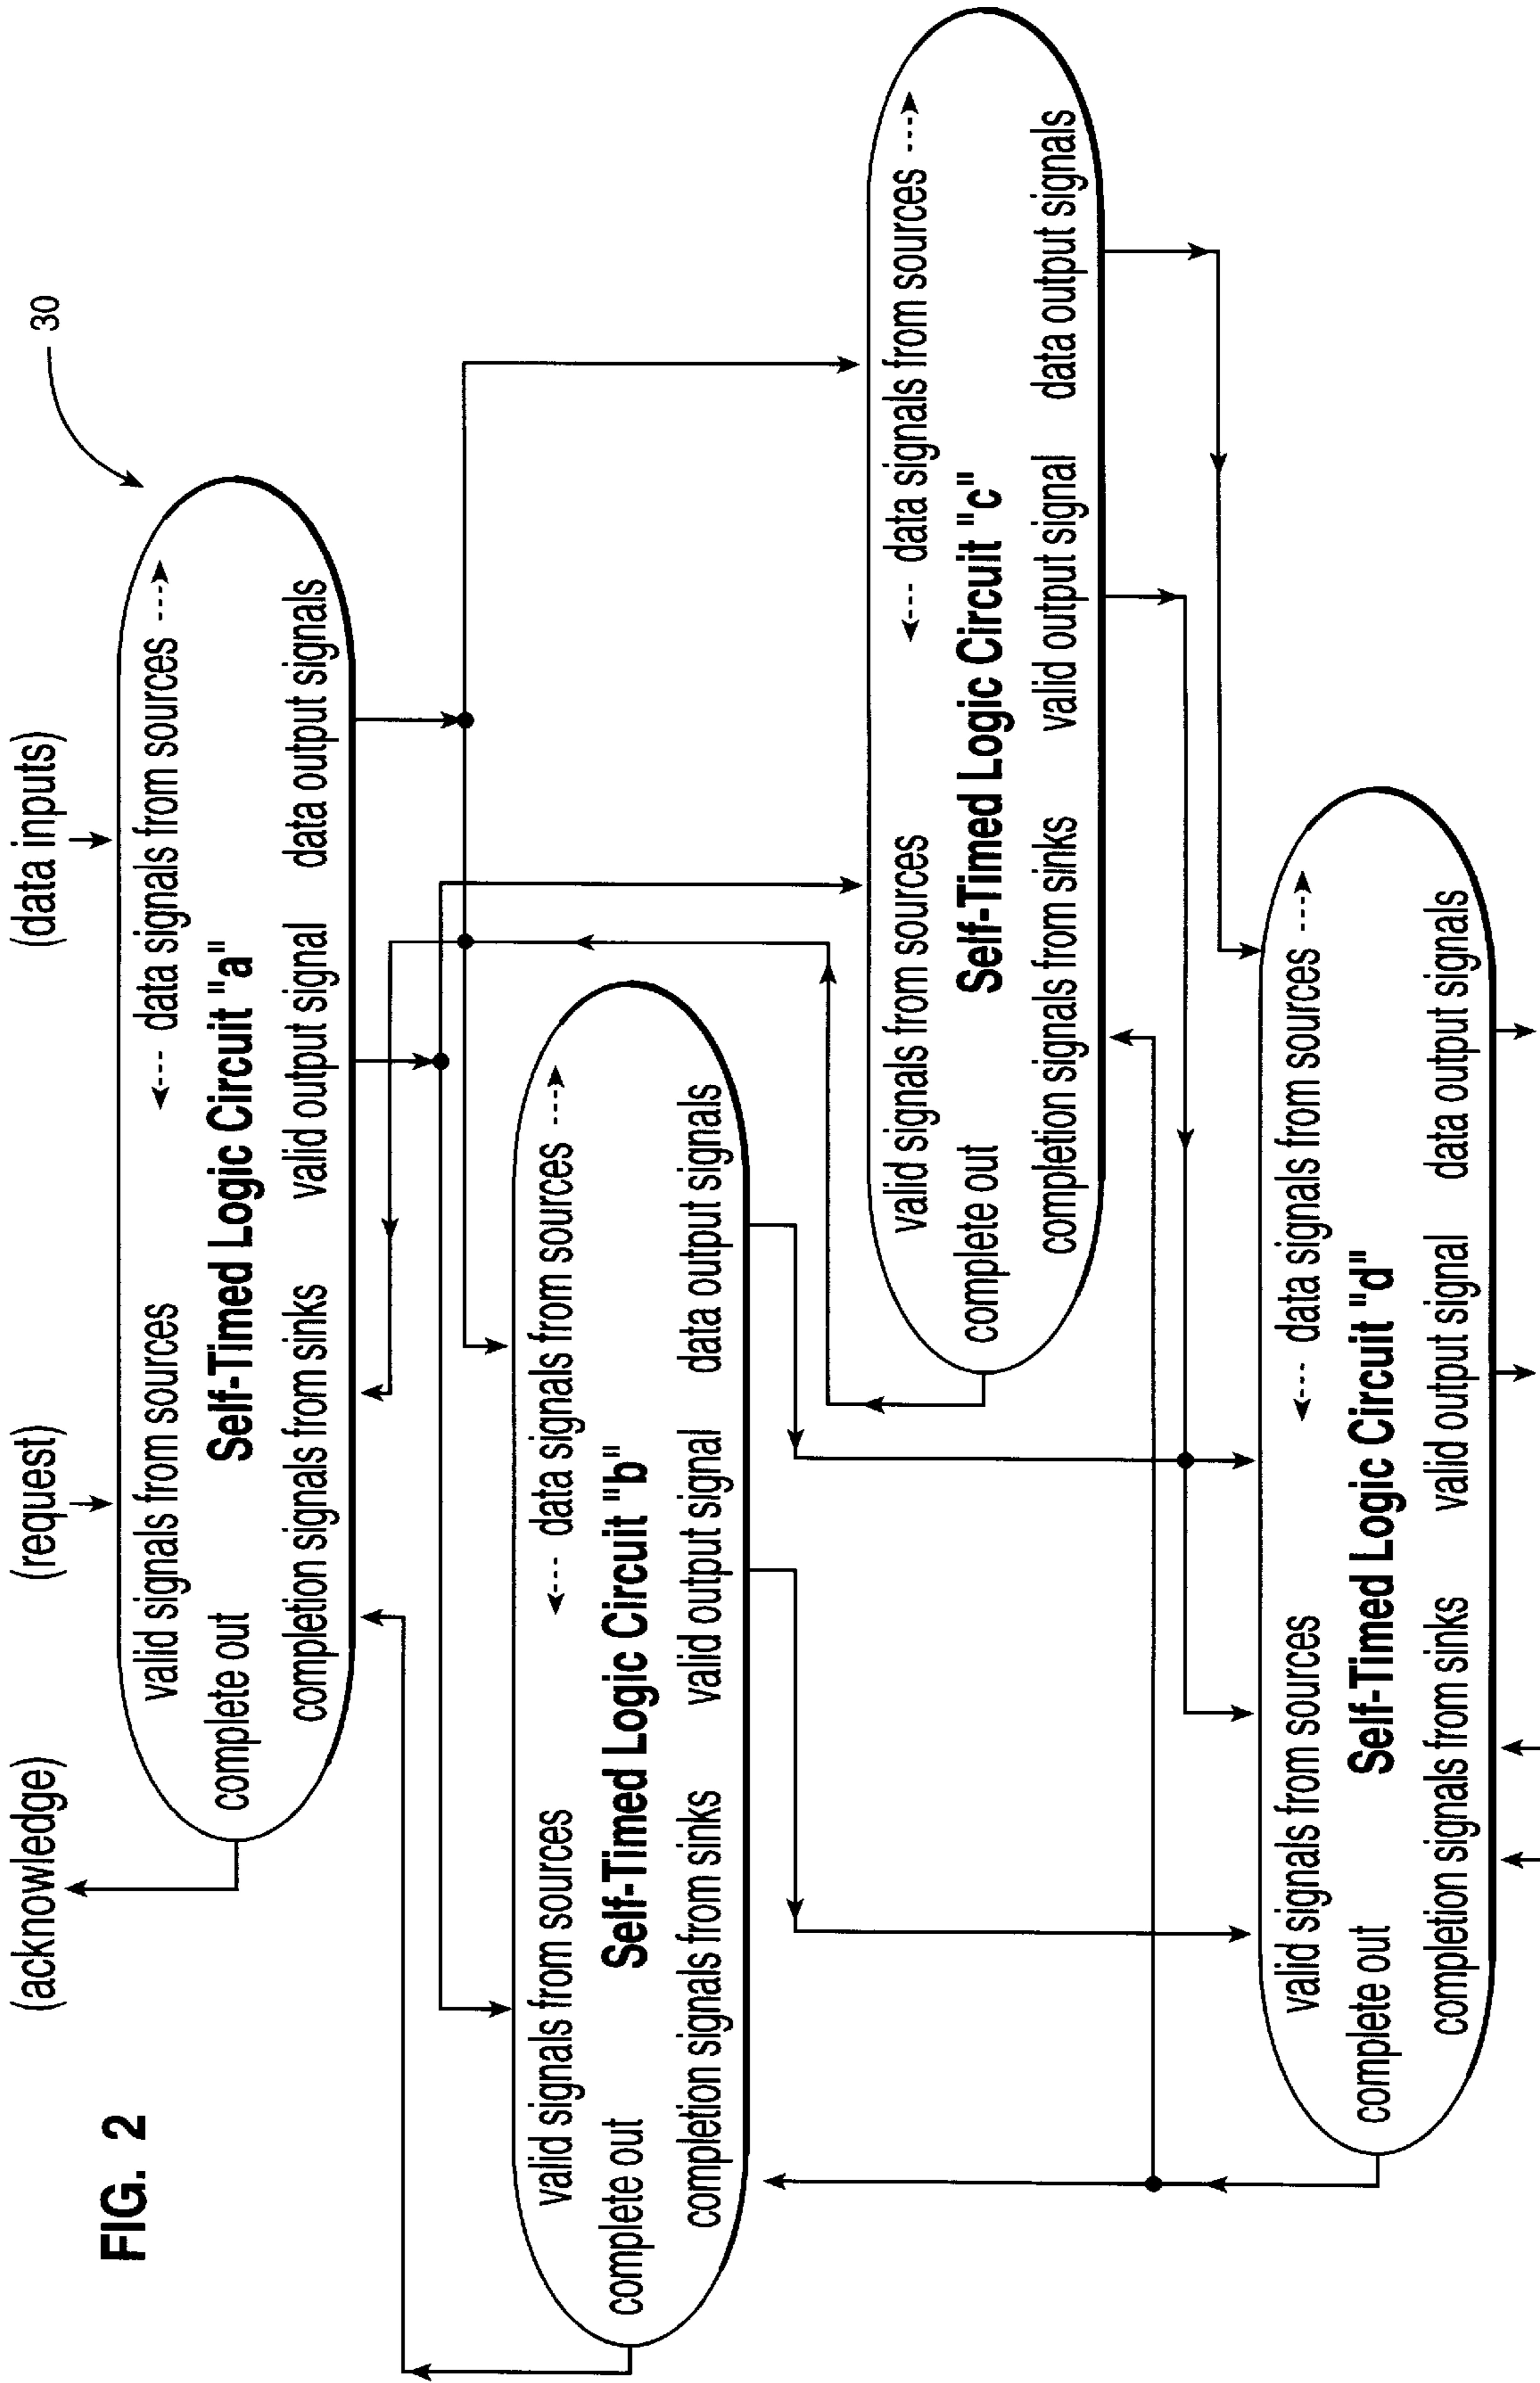 FIG. 2
(acknowledge)
(request)
(data inputs)
30
valid signals from sources
<--- data signals from sources --->
complete out
Self-Timed Logic Circuit "a"
completion signals from sinks
valid output signal
data output signals
valid signals from sources
<--- data signals from sources --->
complete out
Self-Timed Logic Circuit "b"
completion signals from sinks
valid output signal
data output signals
valid signals from sources
<--- data signals from sources --->
complete out
Self-Timed Logic Circuit "c"
completion signals from sinks
valid output signal
data output signals
valid signals from sources
<--- data signals from sources --->
complete out
Self-Timed Logic Circuit "d"
completion signals from sinks
valid output signal
data output signals